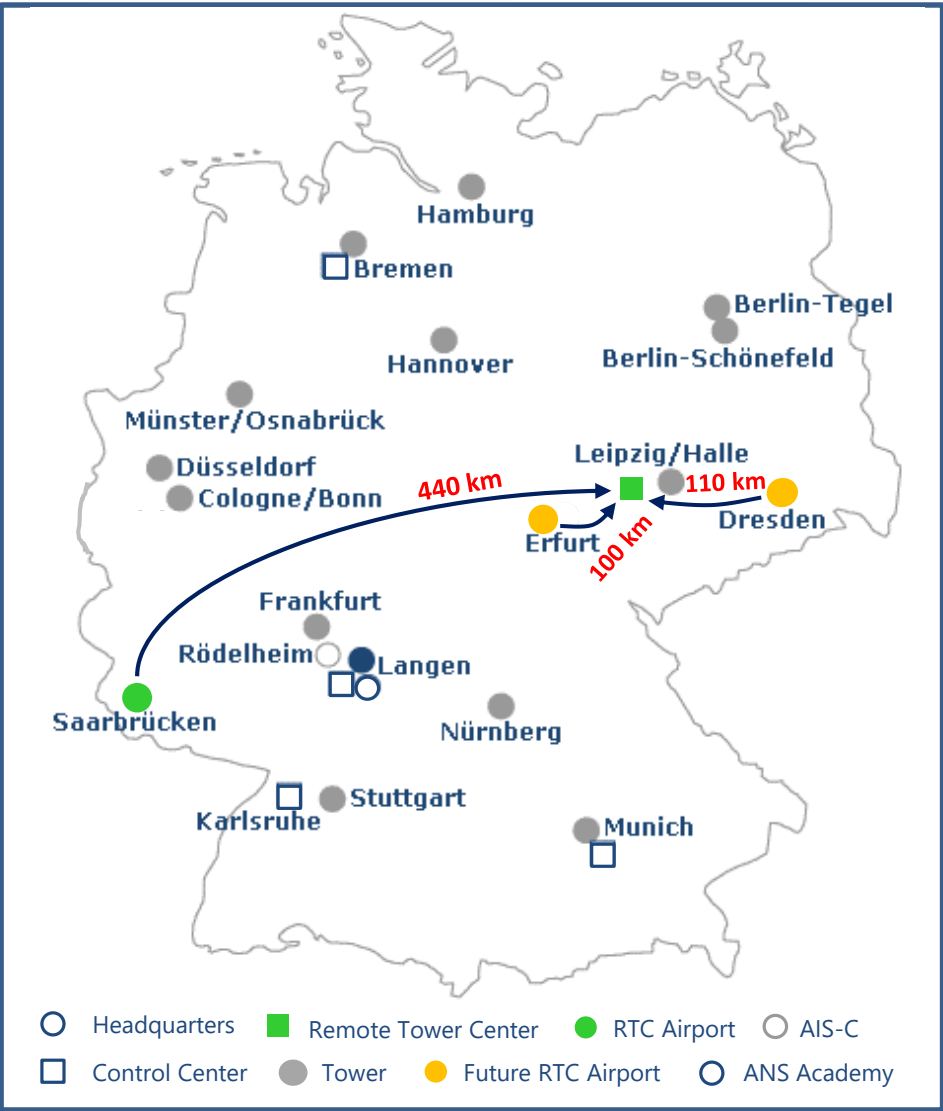 Hamburg
Bremen
Berlin-Tegel
Berlin-Schönefeld
Hannover
Münster/Osnabrück
Leipzig/Halle
Düsseldorf
440 km
110 km
Cologne/Bonn
Dresden
Erfurt
100 km
Frankfurt
Rödelheim
Langen
Saarbrücken
Nürnberg
Stuttgart
Karlsruhe
Munich
Headquarters Remote Tower Center RTC Airport AIS-C
Control Center Tower Future RTC Airport ANS Academy